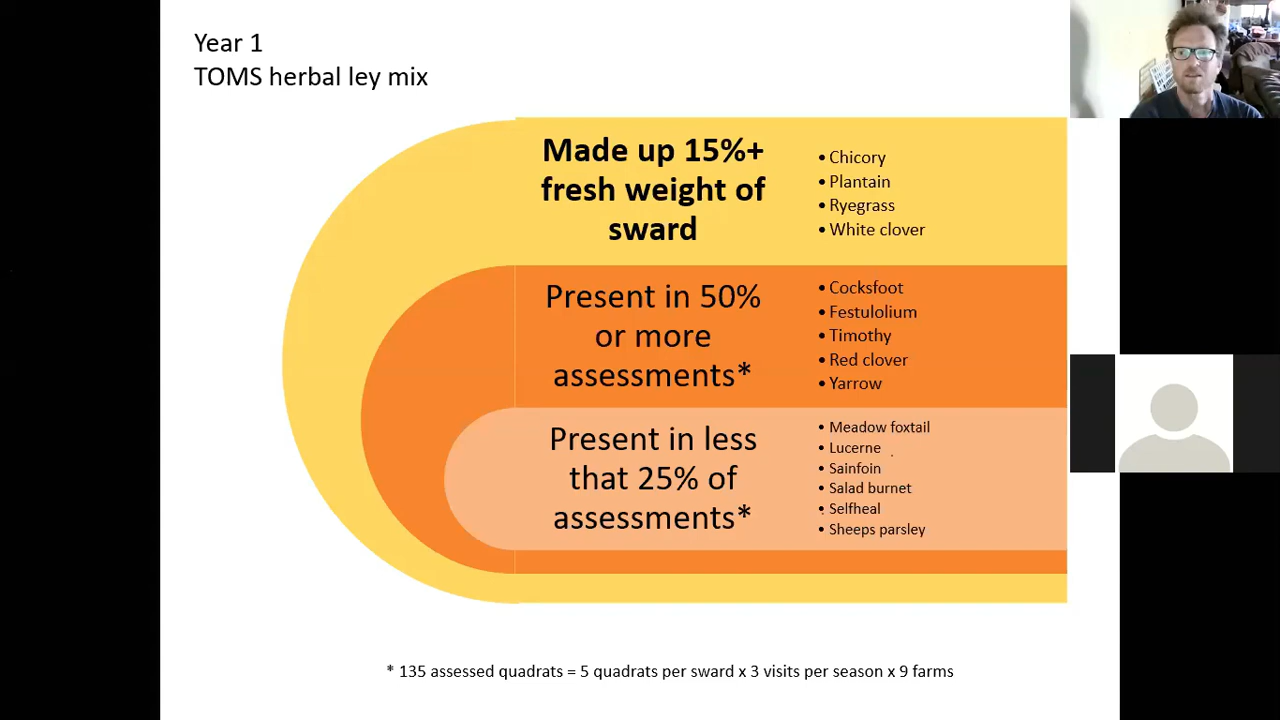 Year 1
TOMS herbal ley mix
Made up 15%+
fresh weight of
sward
• Chicory
• Plantain
• Ryegrass
• White clover
Present in 50%
or more
assessments*
• Cocksfoot
• Festulolium
• Timothy
• Red clover
• Yarrow
Present in less
that 25% of
assessments*
• Meadow foxtail
• Lucerne
• Sainfoin
• Salad burnet
• Selfheal
• Sheeps parsley
* 135 assessed quadrats = 5 quadrats per sward x 3 visits per season x 9 farms